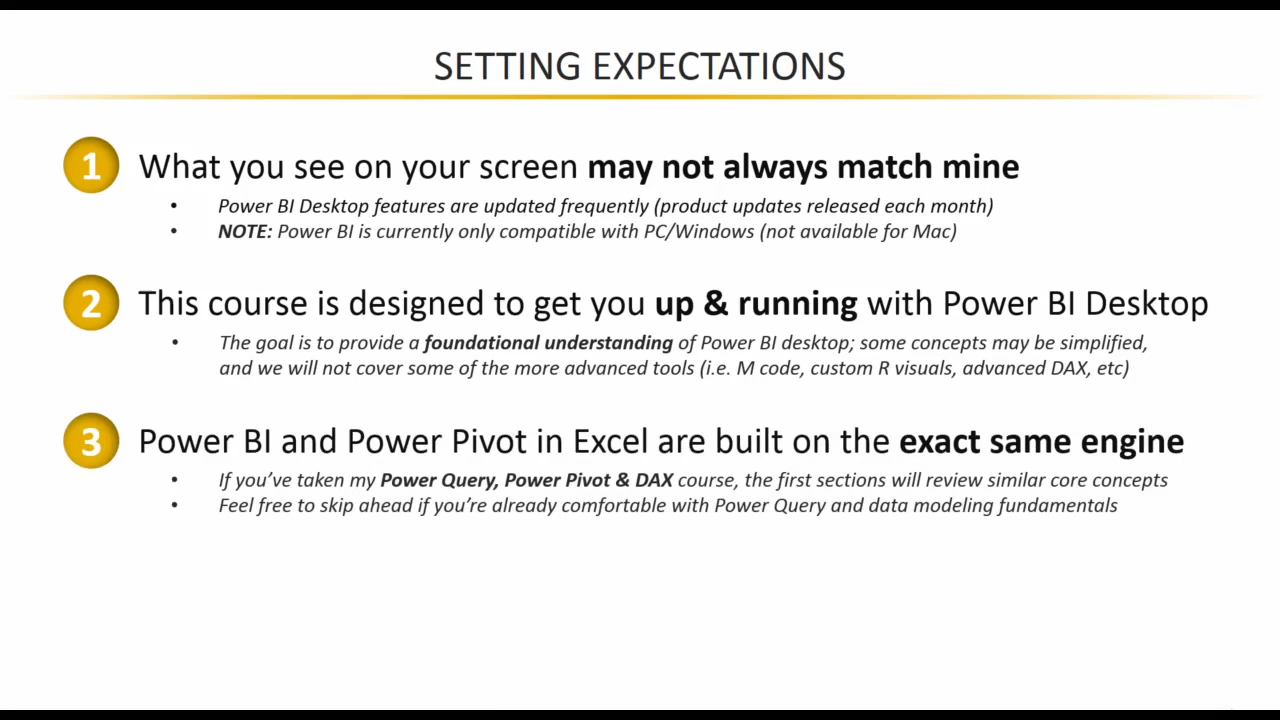 SETTING EXPECTATIONS
1 What you see on your screen may not always match mine
• Power BI Desktop features are updated frequently (product updates released each month)
• NOTE: Power BI is currently only compatible with PC/Windows (not available for Mac)
2 This course is designed to get you up & running with Power BI Desktop
• The goal is to provide a foundational understanding of Power BI desktop; some concepts may be simplified,
and we will not cover some of the more advanced tools (i.e. M code, custom R visuals, advanced DAX, etc)
3 Power BI and Power Pivot in Excel are built on the exact same engine
• If you’ve taken my Power Query, Power Pivot & DAX course, the first sections will review similar core concepts
• Feel free to skip ahead if you’re already comfortable with Power Query and data modeling fundamentals